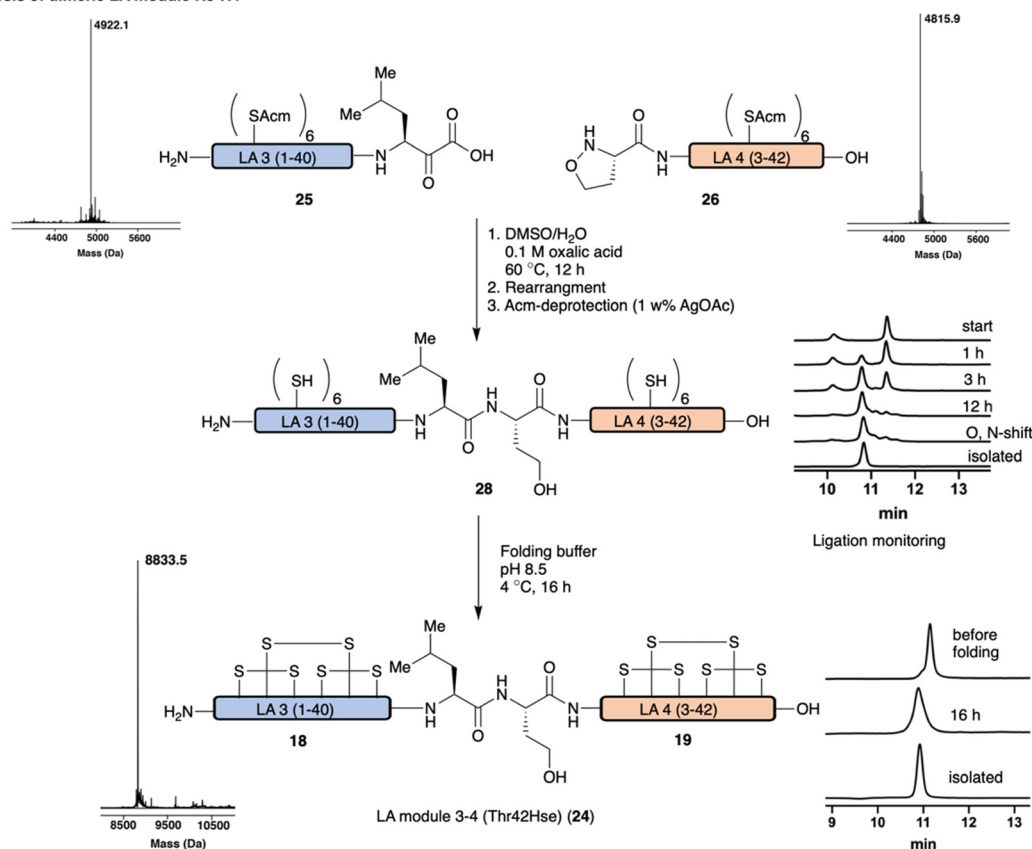 4922.1
4400 5000 5600
Mass (Da)
(SAcm)6
H2N
LA 3 (1-40)
N
H
Me
Me
O
O
OH
25
H
N
O
O
N
H
(SAcm)6
LA 4 (3-42)
OH
26
4815.9
4400 5000 5600
Mass (Da)
1. DMSO/H2O
0.1 M oxalic acid
60 °C, 12 h
2. Rearrangment
3. Acm-deprotection (1 w% AgOAc)
(SH)6
H2N
LA 3 (1-40)
N
H
Me
Me
O
H
N
O
N
H
OH
(SH)6
LA 4 (3-42)
OH
28
start
1 h
3 h
12 h
O, N-shift
isolated
10 11 12 13
min
Ligation monitoring
Folding buffer
pH 8.5
4 °C, 16 h
8833.5
8500 9500 10500
Mass (Da)
S S
S S S S
H2N
LA 3 (1-40)
18
N
H
Me
Me
O
H
N
O
N
H
OH
S S
S S S S
LA 4 (3-42)
OH
19
LA module 3-4 (Thr42Hse) (24)
before
folding
16 h
isolated
9 10 11 12 13
min